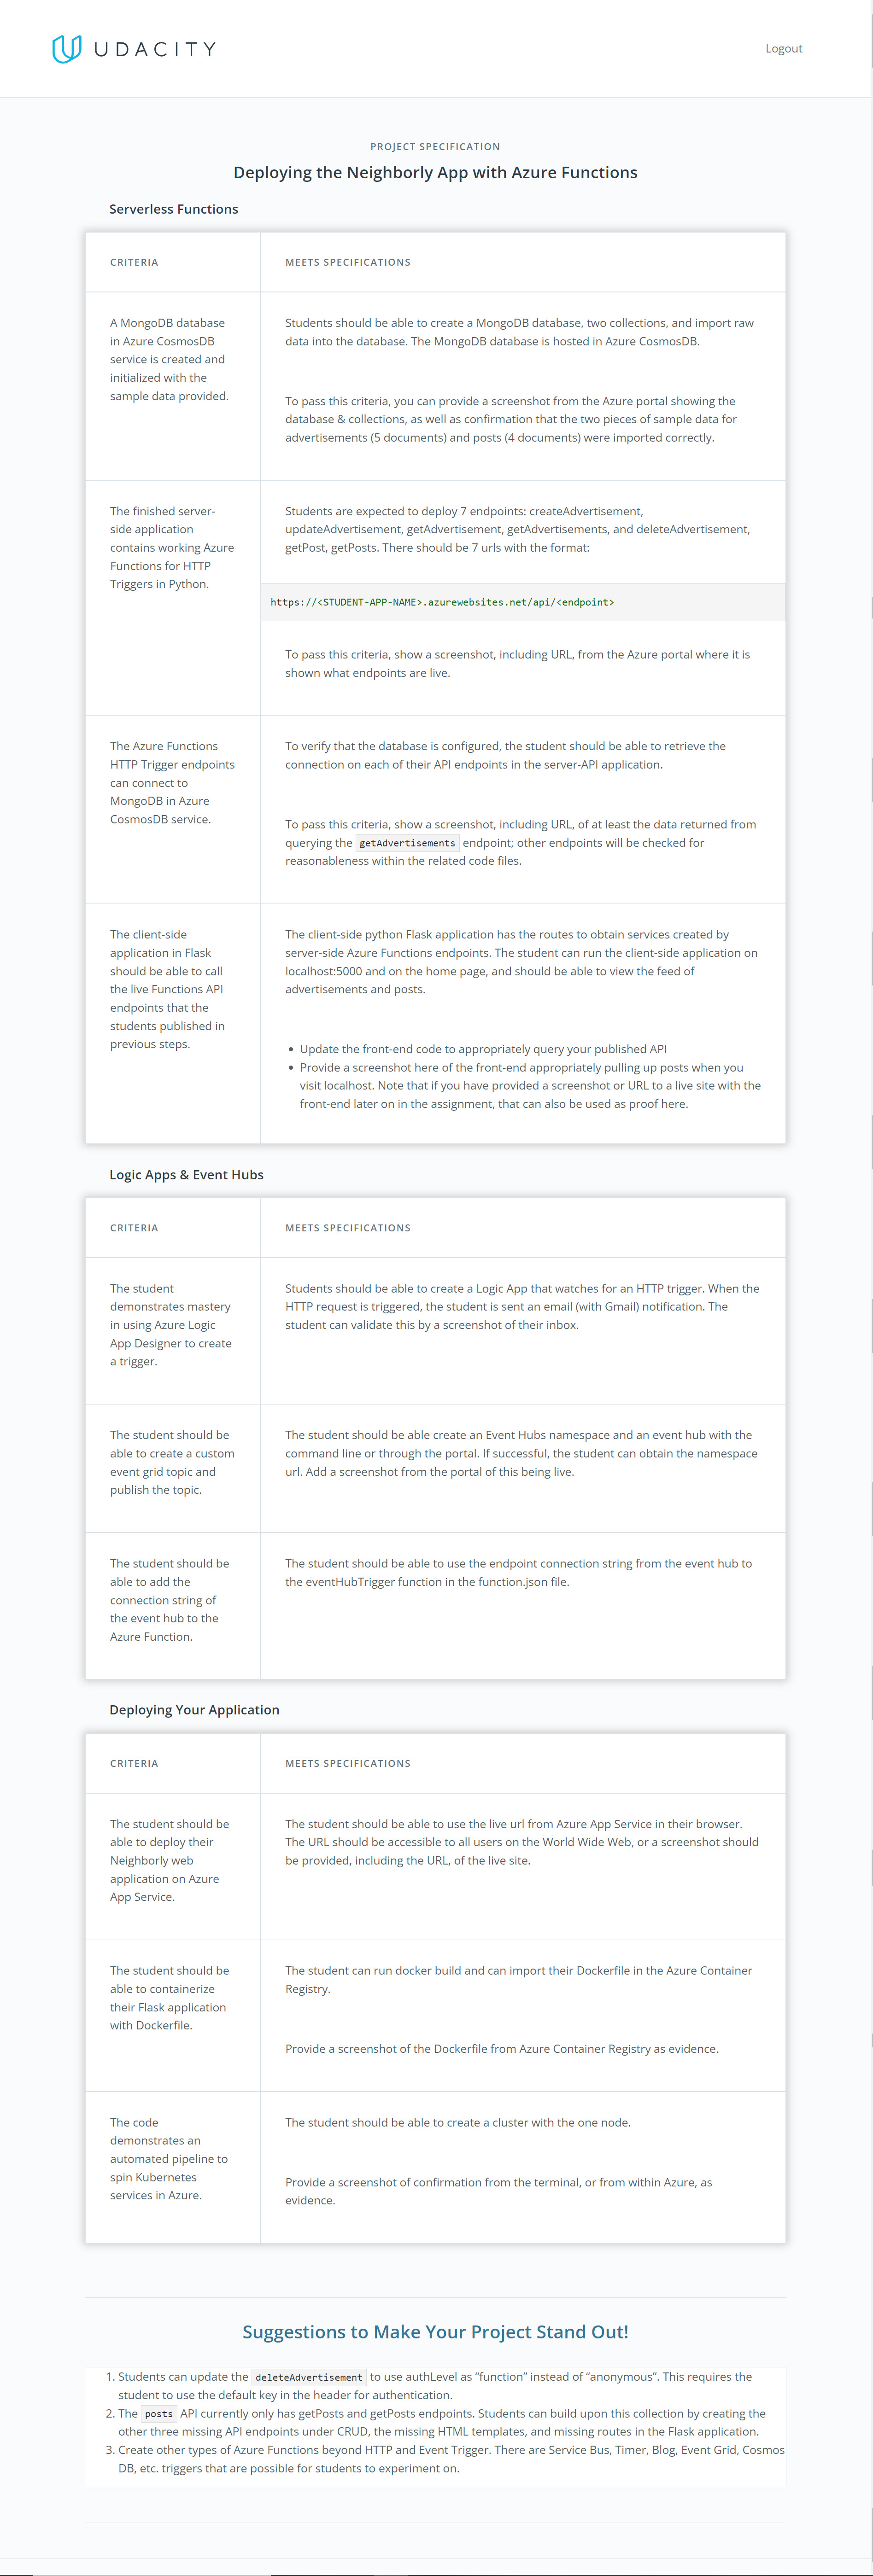 UDACITY
Logout
PROJECT SPECIFICATION
Deploying the Neighborly App with Azure Functions
Serverless Functions
CRITERIA
MEETS SPECIFICATIONS
A MongoDB database
in Azure CosmosDB
service is created and
initialized with the
sample data provided.
Students should be able to create a MongoDB database, two collections, and import raw
data into the database. The MongoDB database is hosted in Azure CosmosDB.
To pass this criteria, you can provide a screenshot from the Azure portal showing the
database & collections, as well as confirmation that the two pieces of sample data for
advertisements (5 documents) and posts (4 documents) were imported correctly.
The finished server-
side application
contains working Azure
Functions for HTTP
Triggers in Python.
Students are expected to deploy 7 endpoints: createAdvertisement,
updateAdvertisement, getAdvertisement, getAdvertisements, and deleteAdvertisement,
getPost, getPosts. There should be 7 urls with the format:
https://<STUDENT-APP-NAME>.azurewebsites.net/api/<endpoint>
To pass this criteria, show a screenshot, including URL, from the Azure portal where it is
shown what endpoints are live.
The Azure Functions
HTTP Trigger endpoints
can connect to
MongoDB in Azure
CosmosDB service.
To verify that the database is configured, the student should be able to retrieve the
connection on each of their API endpoints in the server-API application.
To pass this criteria, show a screenshot, including URL, of at least the data returned from
querying the getAdvertisements endpoint; other endpoints will be checked for
reasonableness within the related code files.
The client-side
application in Flask
should be able to call
the live Functions API
endpoints that the
students published in
previous steps.
The client-side python Flask application has the routes to obtain services created by
server-side Azure Functions endpoints. The student can run the client-side application on
localhost:5000 and on the home page, and should be able to view the feed of
advertisements and posts.
• Update the front-end code to appropriately query your published API
• Provide a screenshot here of the front-end appropriately pulling up posts when you
visit localhost. Note that if you have provided a screenshot or URL to a live site with the
front-end later on in the assignment, that can also be used as proof here.
Logic Apps & Event Hubs
CRITERIA
MEETS SPECIFICATIONS
The student
demonstrates mastery
in using Azure Logic
App Designer to create
a trigger.
Students should be able to create a Logic App that watches for an HTTP trigger. When the
HTTP request is triggered, the student is sent an email (with Gmail) notification. The
student can validate this by a screenshot of their inbox.
The student should be
able to create a custom
event grid topic and
publish the topic.
The student should be able create an Event Hubs namespace and an event hub with the
command line or through the portal. If successful, the student can obtain the namespace
url. Add a screenshot from the portal of this being live.
The student should be
able to add the
connection string of
the event hub to the
Azure Function.
The student should be able to use the endpoint connection string from the event hub to
the eventHubTrigger function in the function.json file.
Deploying Your Application
CRITERIA
MEETS SPECIFICATIONS
The student should be
able to deploy their
Neighborly web
application on Azure
App Service.
The student should be able to use the live url from Azure App Service in their browser.
The URL should be accessible to all users on the World Wide Web, or a screenshot should
be provided, including the URL, of the live site.
The student should be
able to containerize
their Flask application
with Dockerfile.
The student can run docker build and can import their Dockerfile in the Azure Container
Registry.
Provide a screenshot of the Dockerfile from Azure Container Registry as evidence.
The code
demonstrates an
automated pipeline to
spin Kubernetes
services in Azure.
The student should be able to create a cluster with the one node.
Provide a screenshot of confirmation from the terminal, or from within Azure, as
evidence.
Suggestions to Make Your Project Stand Out!
1. Students can update the deleteAdvertisement to use authLevel as “function” instead of “anonymous”. This requires the
student to use the default key in the header for authentication.
2. The posts API currently only has getPosts and getPosts endpoints. Students can build upon this collection by creating the
other three missing API endpoints under CRUD, the missing HTML templates, and missing routes in the Flask application.
3. Create other types of Azure Functions beyond HTTP and Event Trigger. There are Service Bus, Timer, Blog, Event Grid, Cosmos
DB, etc. triggers that are possible for students to experiment on.